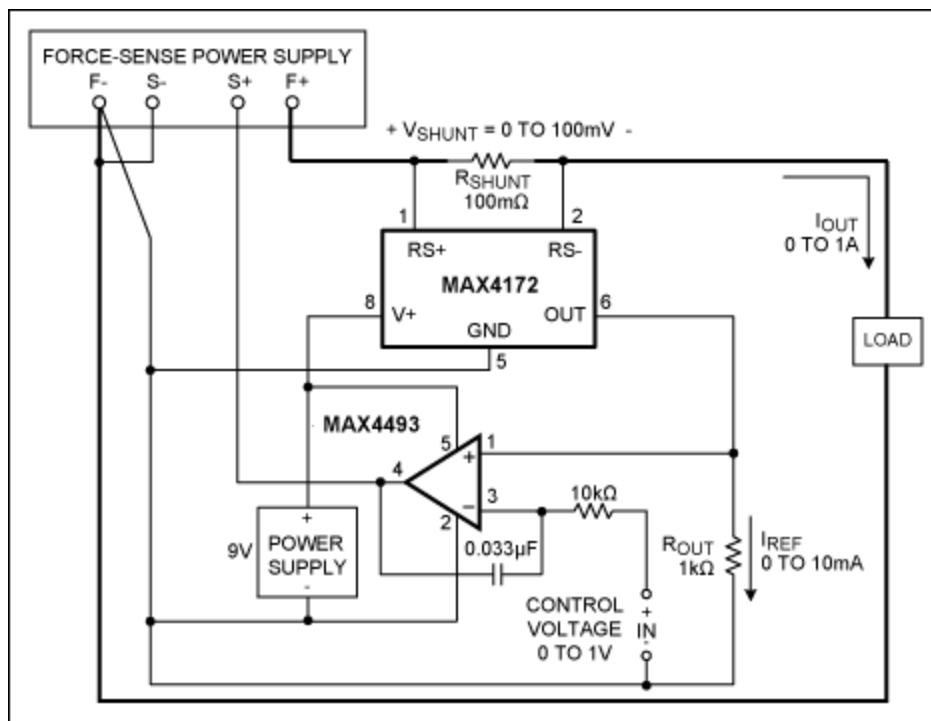 FORCE-SENSE POWER SUPPLY
F- S- S+ F+
+ VSHUNT = 0 TO 100mV -
RSHUNT
100mΩ
1 2
RS+ RS-
MAX4172
8 V+ OUT 6
GND
5
IOUT
0 TO 1A
LOAD
MAX4493
5 + 1
4
2 - 3
10kΩ
0.033µF
9V
+
POWER
SUPPLY
-
ROUT
1kΩ
IREF
0 TO 10mA
CONTROL
VOLTAGE
0 TO 1V
+
IN
-